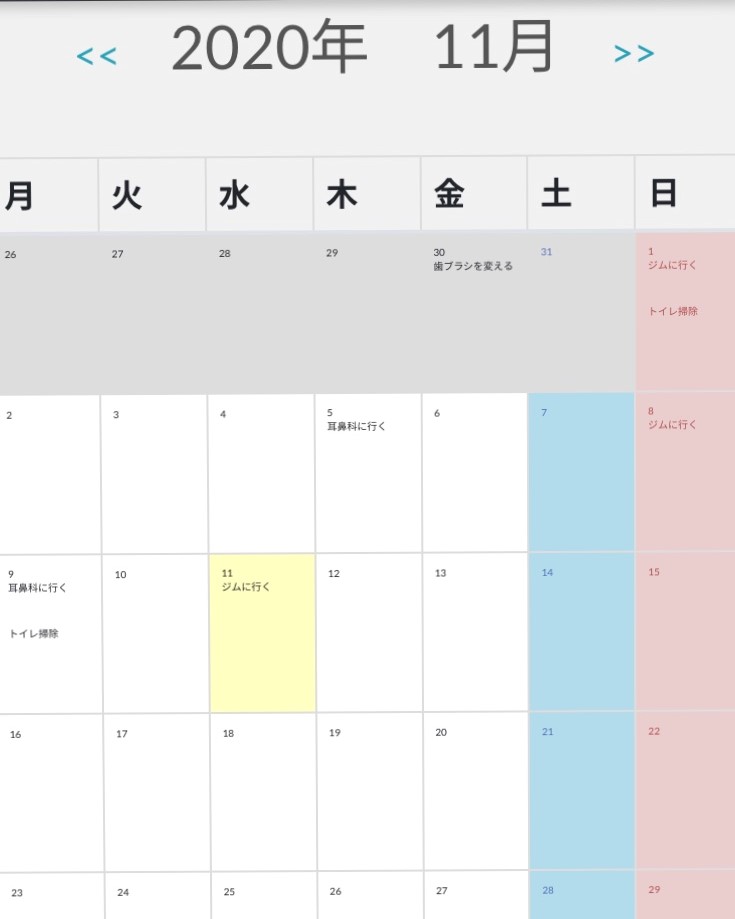 << 2020年 11月 >>
月 火 水 木 金 土 日
26 27 28 29 30 31 1
歯ブラシを変える ジムに行く
トイレ掃除
2 3 4 5 6 7 8
耳鼻科に行く ジムに行く
9 10 11 12 13 14 15
耳鼻科に行く ジムに行く
トイレ掃除
16 17 18 19 20 21 22
23 24 25 26 27 28 29